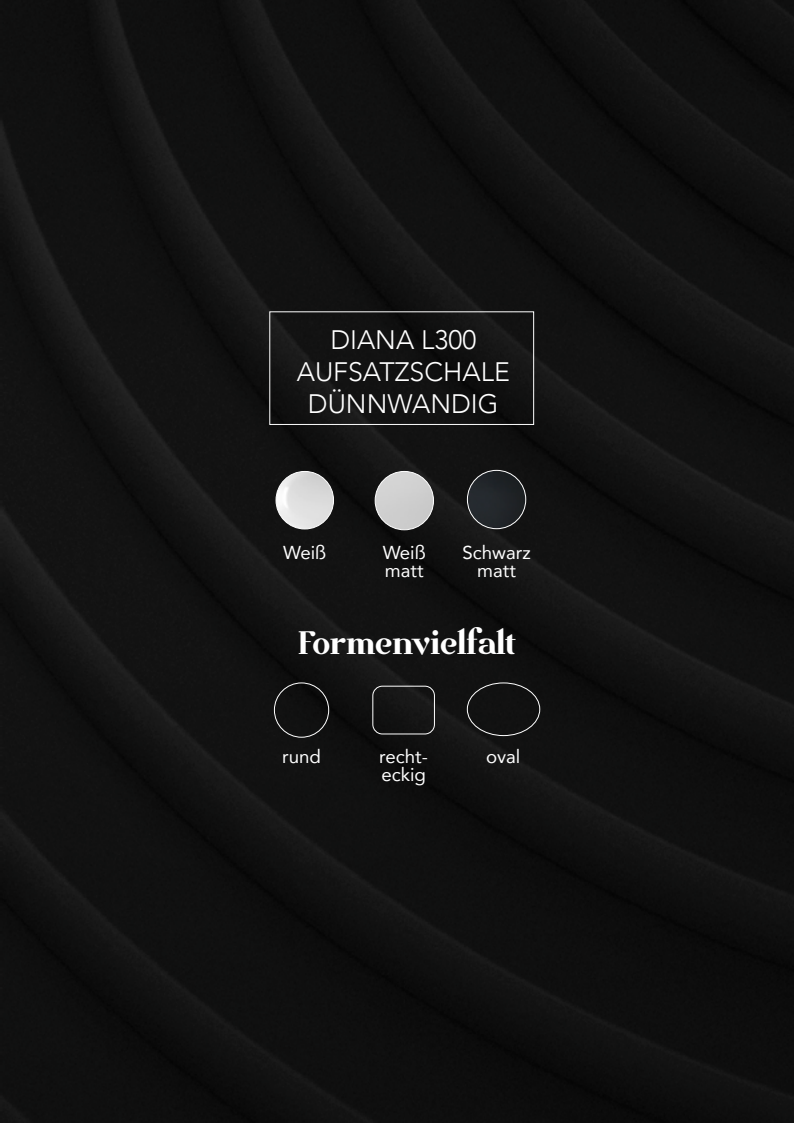 DIANA L300
AUFSATZSCHALE
DÜNNWANDIG
Weiß
Weiß
matt
Schwarz
matt
Formenvielfalt
rund
recht-
eckig
oval